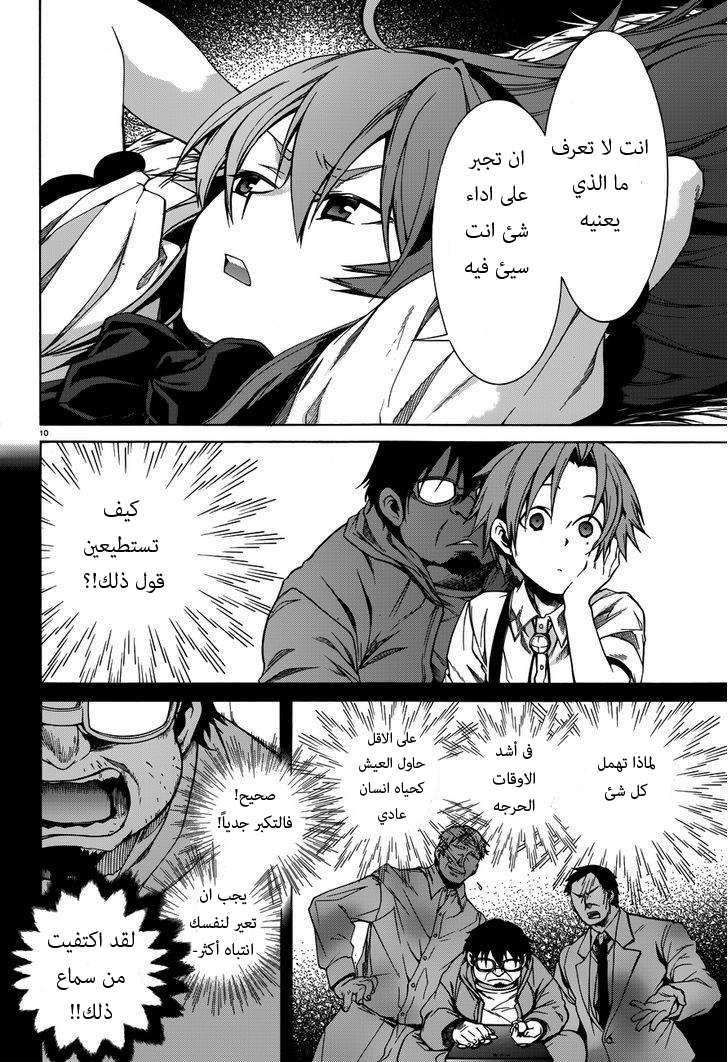 انت لا تعرف
ما الذي
يعنيه
ان تجبر
على اداء
شئ انت
سيئ فيه
10
كيف
تستطيعين
قول ذلك!؟
لماذا تهمل
كل شئ
فى أشد
الاوقات
الحرجه
على الاقل
حاول العيش
كحياه انسان
عادي
صحيح!
فالتكبر جدياً!
يجب ان
تعير لنفسك
انتباه أكثر-
لقد اكتفيت
من سماع
ذلك!!